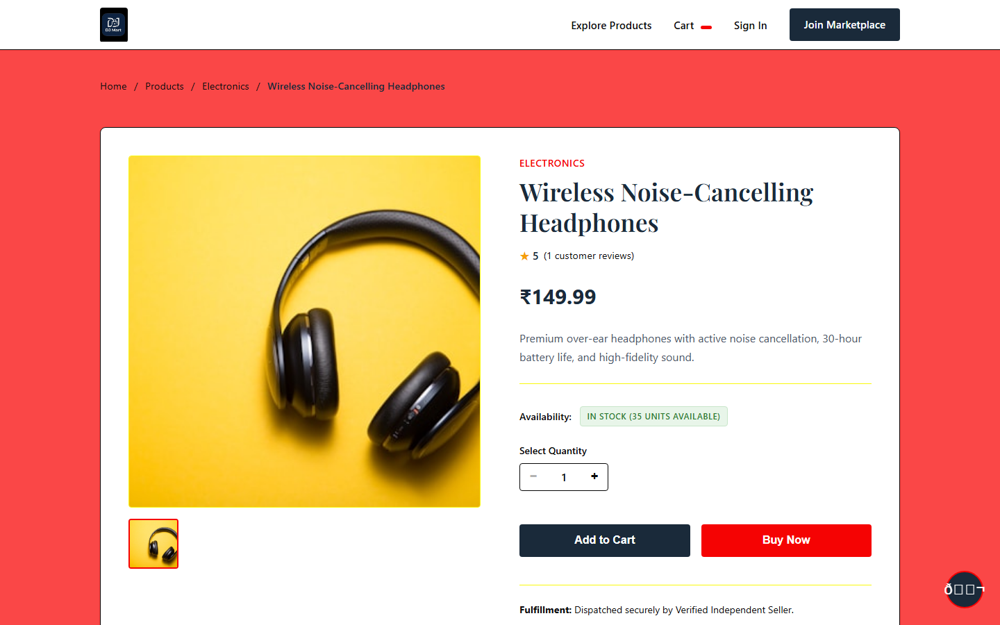 DJ Mart
Explore Products
Cart
Sign In
Join Marketplace
Home / Products / Electronics / Wireless Noise-Cancelling Headphones
ELECTRONICS
Wireless Noise-Cancelling
Headphones
★ 5 (1 customer reviews)
₹149.99
Premium over-ear headphones with active noise cancellation, 30-hour
battery life, and high-fidelity sound.
Availability: IN STOCK (35 UNITS AVAILABLE)
Select Quantity
− 1 +
Add to Cart
Buy Now
Fulfillment: Dispatched securely by Verified Independent Seller.